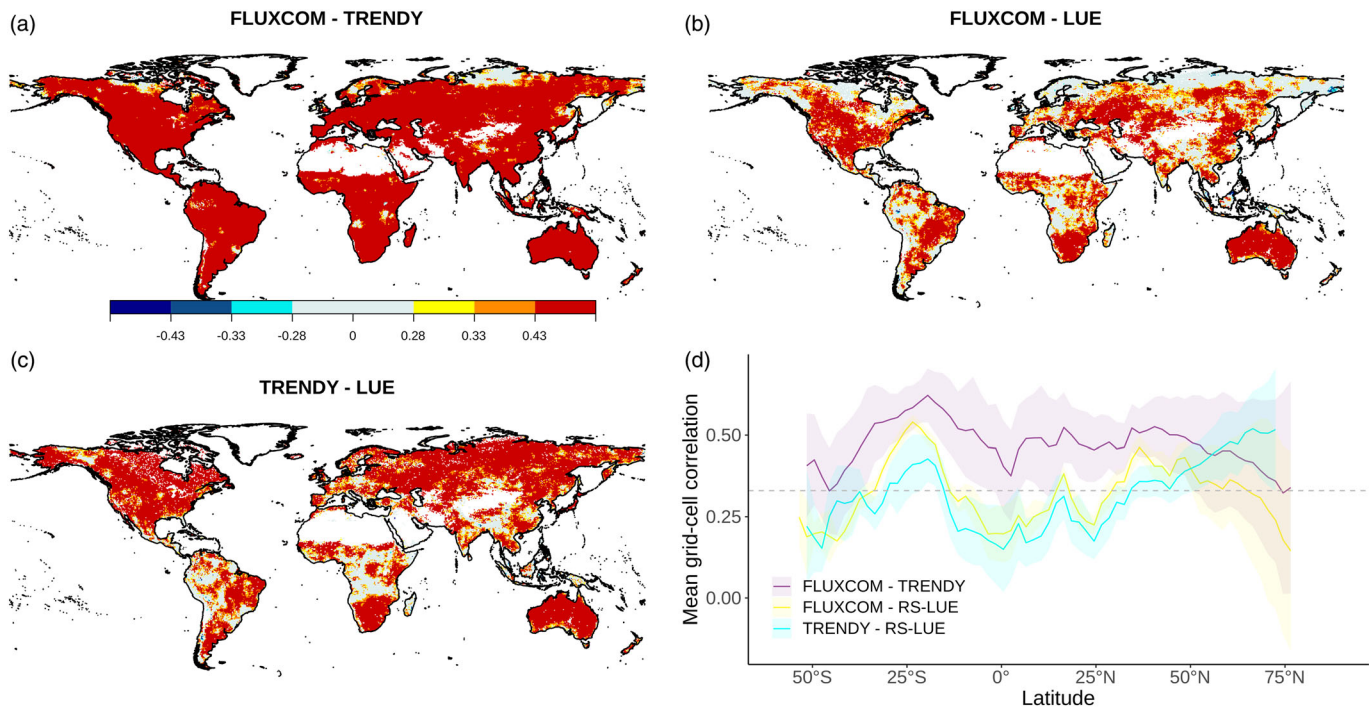 (a)
FLUXCOM - TRENDY
(b)
FLUXCOM - LUE
-0.43 -0.33 -0.28 0 0.28 0.33 0.43
(c)
TRENDY - LUE
(d)
Mean grid-cell correlation
0.50
0.25
0.00
FLUXCOM - TRENDY
FLUXCOM - RS-LUE
TRENDY - RS-LUE
50°S 25°S 0° 25°N 50°N 75°N
Latitude